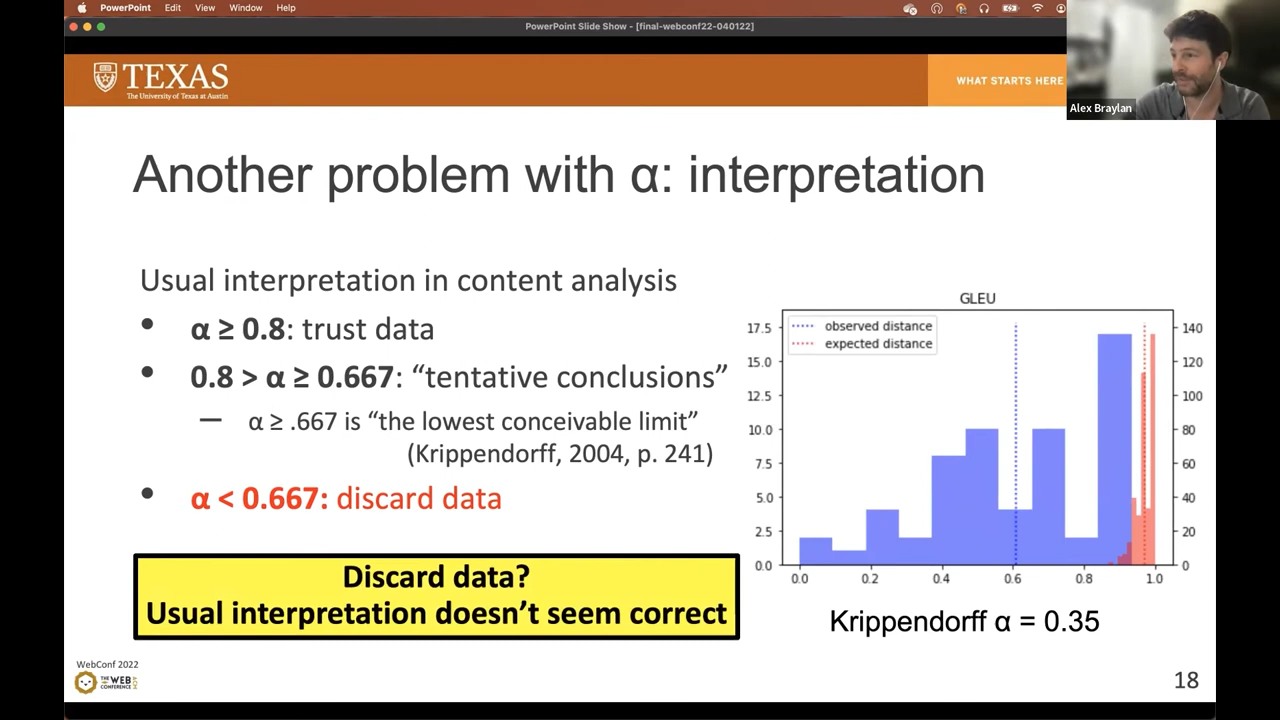 PowerPoint Edit View Window Help
PowerPoint Slide Show - [final-webconf22-040122]
TEXAS
The University of Texas at Austin
WHAT STARTS HERE
Alex Braylan
Another problem with α: interpretation
Usual interpretation in content analysis
• α ≥ 0.8: trust data
• 0.8 > α ≥ 0.667: “tentative conclusions”
— α ≥ .667 is “the lowest conceivable limit”
(Krippendorff, 2004, p. 241)
• α < 0.667: discard data
Discard data?
Usual interpretation doesn’t seem correct
GLEU
observed distance
expected distance
17.5 140
15.0 120
12.5 100
10.0 80
7.5 60
5.0 40
2.5 20
0.0 0
0.0 0.2 0.4 0.6 0.8 1.0
Krippendorff α = 0.35
WebConf 2022
THE WEB
CONFERENCE
18